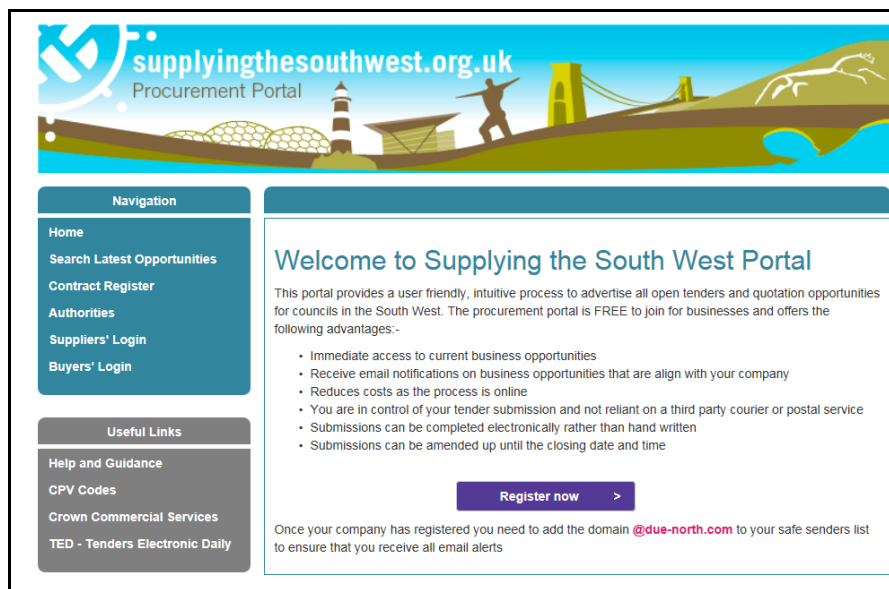 supplyingthesouthwest.org.uk
Procurement Portal
Navigation
Home
Search Latest Opportunities
Contract Register
Authorities
Suppliers' Login
Buyers' Login
Useful Links
Help and Guidance
CPV Codes
Crown Commercial Services
TED - Tenders Electronic Daily
Welcome to Supplying the South West Portal
This portal provides a user friendly, intuitive process to advertise all open tenders and quotation opportunities
for councils in the South West. The procurement portal is FREE to join for businesses and offers the
following advantages:-
• Immediate access to current business opportunities
• Receive email notifications on business opportunities that are align with your company
• Reduces costs as the process is online
• You are in control of your tender submission and not reliant on a third party courier or postal service
• Submissions can be completed electronically rather than hand written
• Submissions can be amended up until the closing date and time
Register now >
Once your company has registered you need to add the domain @due-north.com to your safe senders list
to ensure that you receive all email alerts